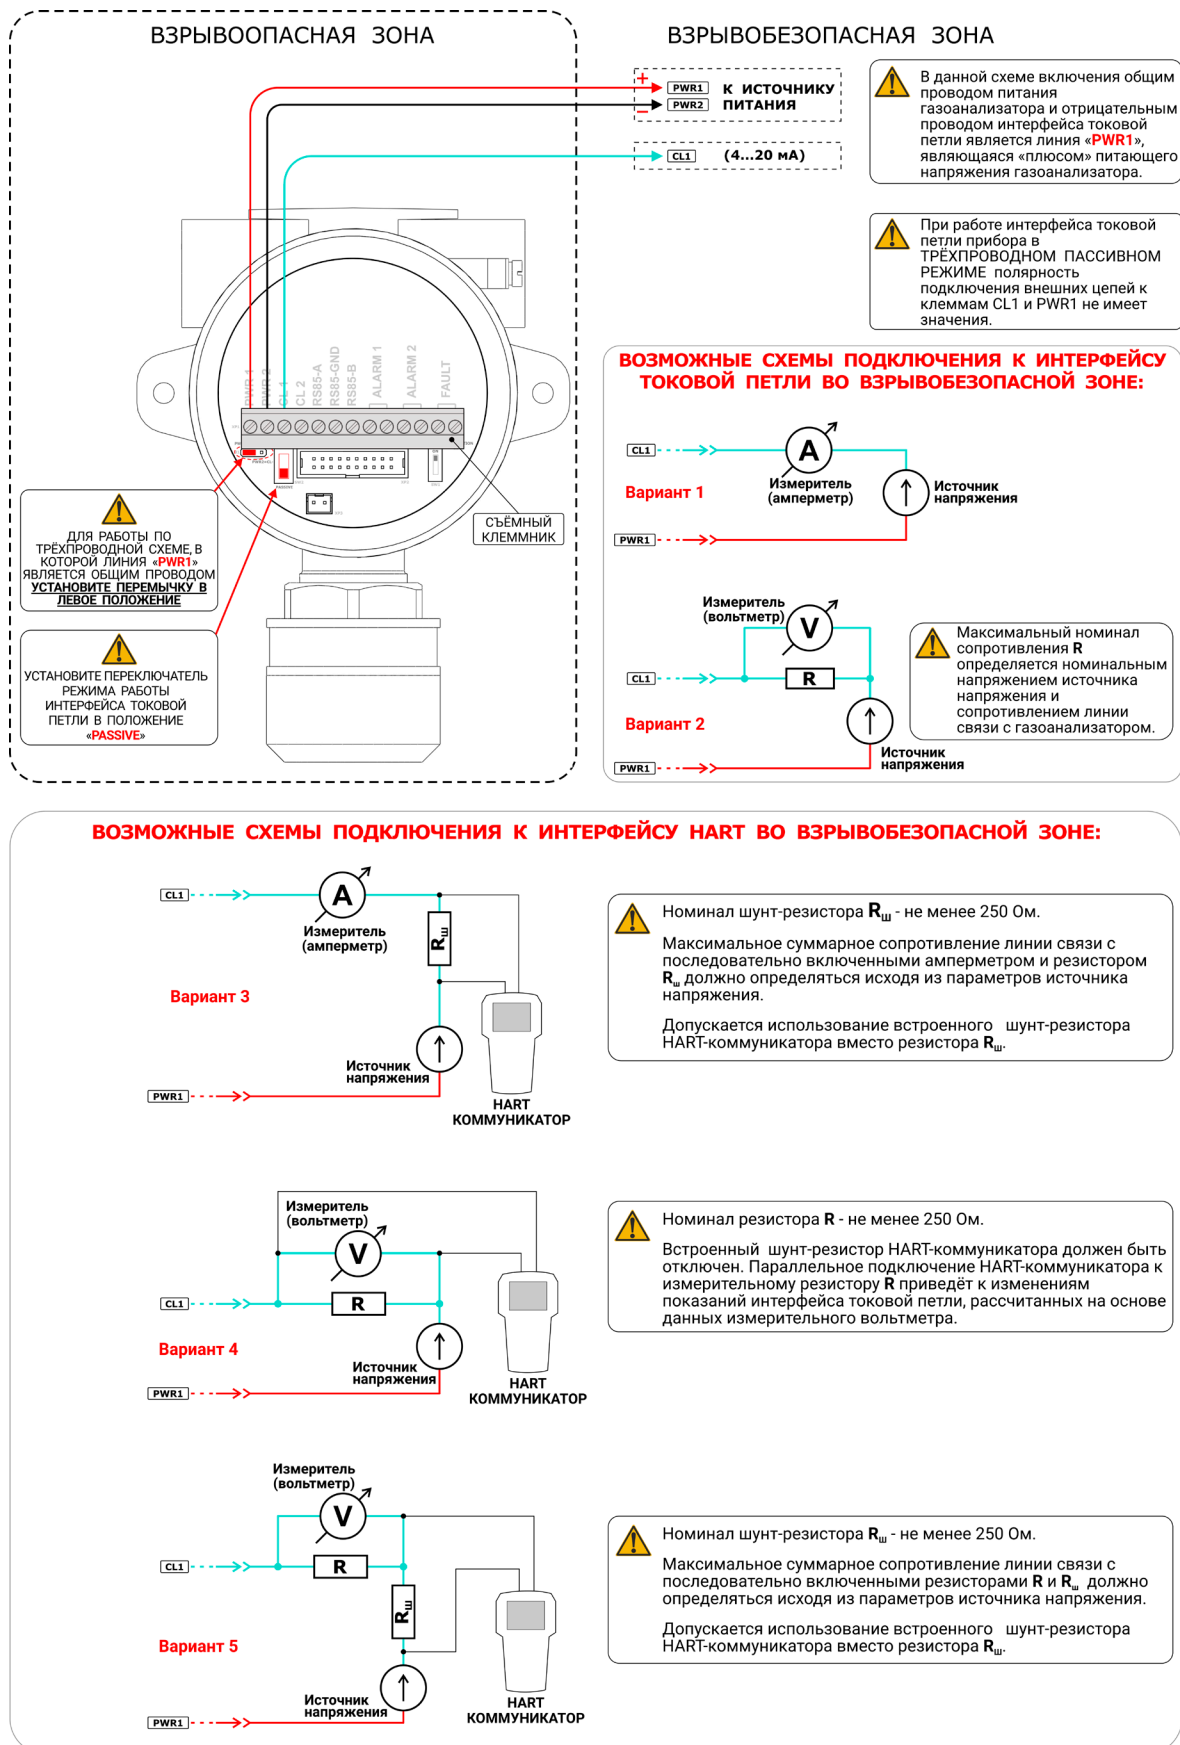 ВЗРЫВООПАСНАЯ ЗОНА
ВЗРЫВОБЕЗОПАСНАЯ ЗОНА
+
PWR1
К ИСТОЧНИКУ
PWR2
ПИТАНИЯ
–
CL1
(4...20 мА)
В данной схеме включения общим
проводом питания
газоанализатора и отрицательным
проводом интерфейса токовой
петли является линия «PWR1»,
являющаяся «плюсом» питающего
напряжения газоанализатора.
При работе интерфейса токовой
петли прибора в
ТРЁХПРОВОДНОМ ПАССИВНОМ
РЕЖИМЕ полярность
подключения внешних цепей к
клеммам CL1 и PWR1 не имеет
значения.
PWR 1
PWR 2
CL 1
CL 2
RS85-A
RS85-GND
RS85-B
ALARM 1
ALARM 2
FAULT
PASSIVE
СЪЁМНЫЙ
КЛЕММНИК
ДЛЯ РАБОТЫ ПО
ТРЁХПРОВОДНОЙ СХЕМЕ, В
КОТОРОЙ ЛИНИЯ «PWR1»
ЯВЛЯЕТСЯ ОБЩИМ ПРОВОДОМ
УСТАНОВИТЕ ПЕРЕМЫЧКУ В
ЛЕВОЕ ПОЛОЖЕНИЕ
УСТАНОВИТЕ ПЕРЕКЛЮЧАТЕЛЬ
РЕЖИМА РАБОТЫ
ИНТЕРФЕЙСА ТОКОВОЙ
ПЕТЛИ В ПОЛОЖЕНИЕ
«PASSIVE»
ВОЗМОЖНЫЕ СХЕМЫ ПОДКЛЮЧЕНИЯ К ИНТЕРФЕЙСУ
ТОКОВОЙ ПЕТЛИ ВО ВЗРЫВОБЕЗОПАСНОЙ ЗОНЕ:
CL1
A
Измеритель
(амперметр)
Источник
напряжения
Вариант 1
PWR1
Измеритель
(вольтметр)
V
CL1
R
Вариант 2
Источник
напряжения
PWR1
Максимальный номинал
сопротивления R
определяется номинальным
напряжением источника
напряжения и
сопротивлением линии
связи с газоанализатором.
ВОЗМОЖНЫЕ СХЕМЫ ПОДКЛЮЧЕНИЯ К ИНТЕРФЕЙСУ HART ВО ВЗРЫВОБЕЗОПАСНОЙ ЗОНЕ:
CL1
A
Измеритель
(амперметр)
Rш
Вариант 3
Источник
напряжения
PWR1
HART
КОММУНИКАТОР
Номинал шунт-резистора Rш - не менее 250 Ом.
Максимальное суммарное сопротивление линии связи с
последовательно включенными амперметром и резистором
Rш должно определяться исходя из параметров источника
напряжения.
Допускается использование встроенного шунт-резистора
HART-коммуникатора вместо резистора Rш.
Измеритель
(вольтметр)
V
CL1
R
Вариант 4
Источник
напряжения
PWR1
HART
КОММУНИКАТОР
Номинал резистора R - не менее 250 Ом.
Встроенный шунт-резистор HART-коммуникатора должен быть
отключен. Параллельное подключение HART-коммуникатора к
измерительному резистору R приведёт к изменениям
показаний интерфейса токовой петли, рассчитанных на основе
данных измерительного вольтметра.
Измеритель
(вольтметр)
V
CL1
R
Rш
Вариант 5
Источник
напряжения
PWR1
HART
КОММУНИКАТОР
Номинал шунт-резистора Rш - не менее 250 Ом.
Максимальное суммарное сопротивление линии связи с
последовательно включенными резисторами R и Rш должно
определяться исходя из параметров источника напряжения.
Допускается использование встроенного шунт-резистора
HART-коммуникатора вместо резистора Rш.